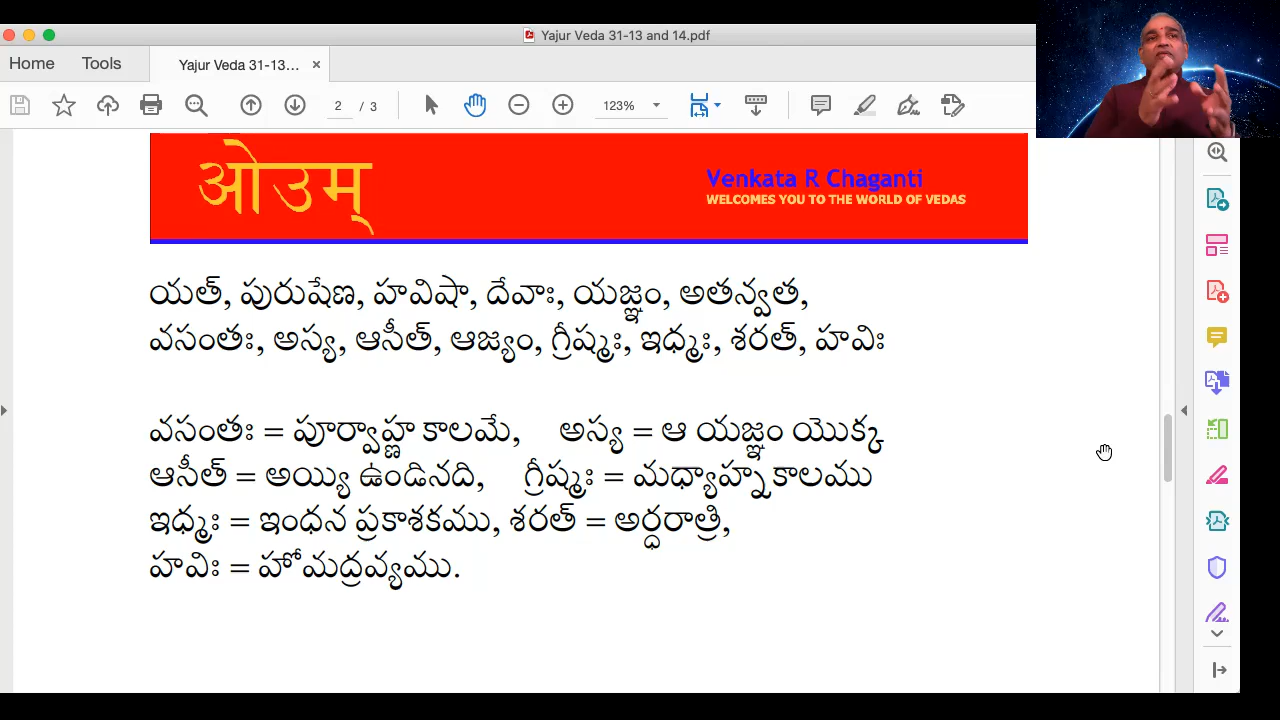 Yajur Veda 31-13 and 14.pdf
Home Tools Yajur Veda 31-13... ×
2 / 3 123%
ओउम्
Venkata R Chaganti
WELCOMES YOU TO THE WORLD OF VEDAS
యత్, పురుషేణ, హవిషా, దేవాః, యజ్ఞం, అతన్వత,
వసంతః, అస్య, ఆసీత్, ఆజ్యం, గ్రీష్మః, ఇధ్మః, శరత్, హవిః
వసంతః = పూర్వాహ్ణ కాలమే, అస్య = ఆ యజ్ఞం యొక్క
ఆసీత్ = అయ్యి ఉండినది, గ్రీష్మః = మధ్యాహ్నకాలము
ఇధ్మః = ఇంధన ప్రకాశకము, శరత్ = అర్ధరాత్రి,
హవిః = హోమద్రవ్యము.